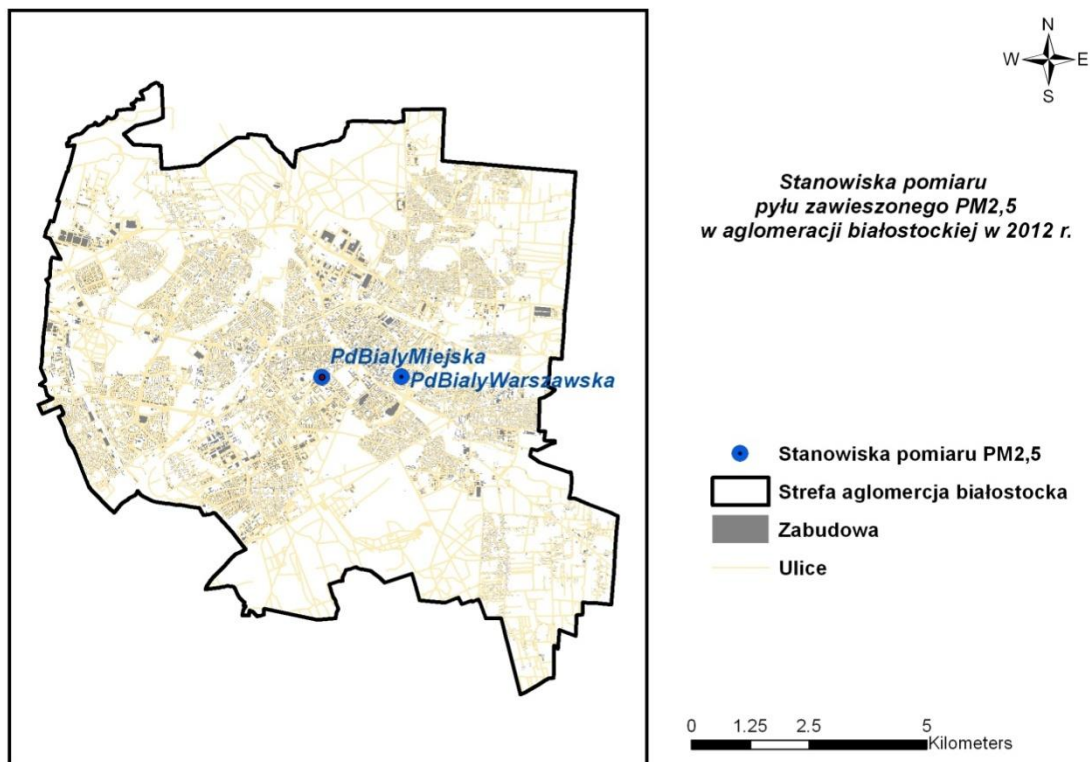 N
W E
S
Stanowiska pomiaru
pyłu zawieszonego PM2,5
w aglomeracji białostockiej w 2012 r.
PdBialyMiejska
PdBialyWarszawska
Stanowiska pomiaru PM2,5
Strefa aglomercja białostocka
Zabudowa
Ulice
0 1.25 2.5 5
Kilometers